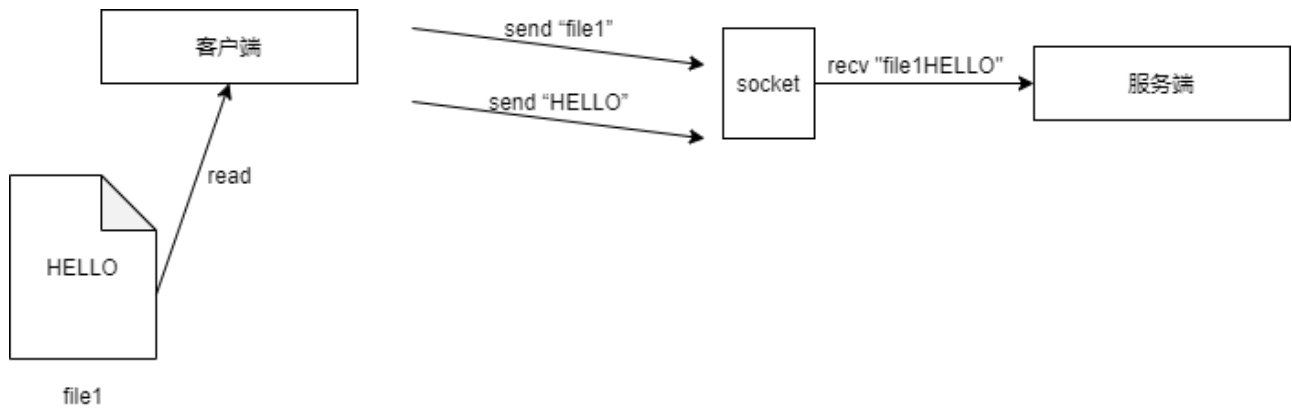 客户端
send “file1”
socket
recv "file1HELLO"
服务端
send “HELLO”
read
HELLO
file1